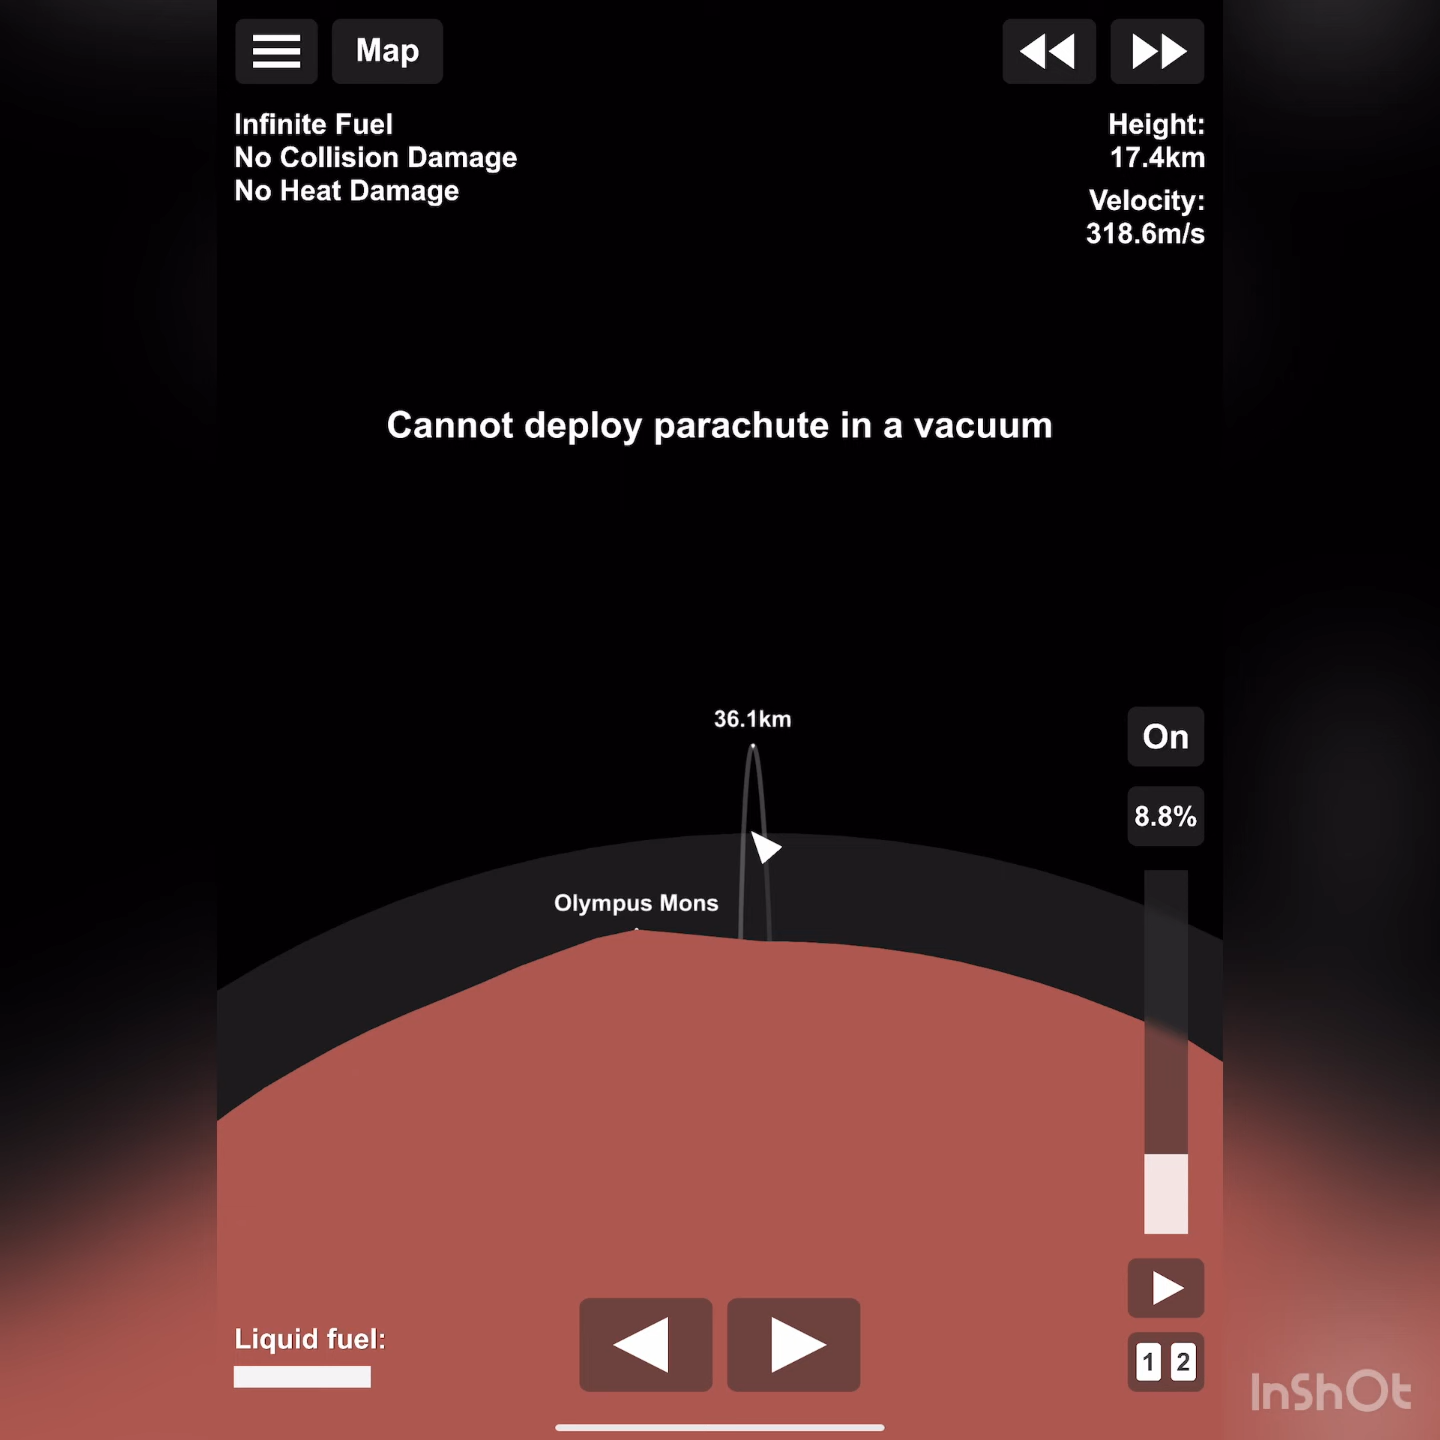 Map
Infinite Fuel
No Collision Damage
No Heat Damage
Height:
17.4km
Velocity:
318.6m/s
Cannot deploy parachute in a vacuum
36.1km
On
8.8%
Olympus Mons
Liquid fuel:
1 2
InShOt